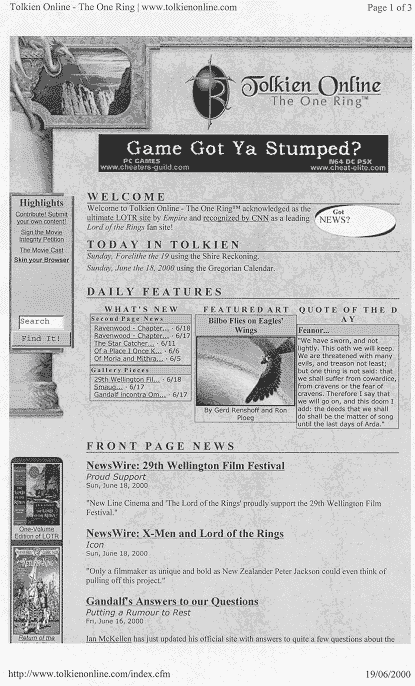 Tolkien Online - The One Ring | www.tolkienonline.com
Page 1 of 3
Tolkien Online
The One Ring™
Game Got Ya Stumped?
PC GAMES
www.cheaters-guild.com
N64 DC PSX
www.cheat-elite.com
Highlights
Contribute! Submit
your own content!
Sign the Movie
Integrity Petition
The Movie Cast
Skin your Browser
Search
Find It!
WELCOME
Welcome to Tolkien Online - The One Ring™ acknowledged as the
ultimate LOTR site by Empire and recognized by CNN as a leading
Lord of the Rings fan site!
Got
NEWS?
TODAY IN TOLKIEN
Sunday, Forelithe the 19 using the Shire Reckoning.
Sunday, June the 18, 2000 using the Gregorian Calendar.
DAILY FEATURES
WHAT'S NEW
Second Page News
Ravenwood - Chapter... - 6/18
Ravenwood - Chapter... - 6/17
The Star Catcher... - 6/11
Of a Place I Once K... - 6/6
Of Moria and Mithra... - 6/5
Gallery Pieces
29th Wellington Fil... - 6/18
Smaug... - 6/17
Gandalf incontra Om... - 6/17
FEATURED ART
Bilbo Flies on Eagles'
Wings
By Gerd Renshoff and Ron
Ploeg
QUOTE OF THE D
AY
Feanor...
"We have sworn, and not
lightly. This oath we will keep.
We are threatened with many
evils, and treason not least;
but one thing is not said: that
we shall suffer from cowardice,
from cravens or the fear of
cravens. Therefore I say that
we will go on, and this doom I
add: the deeds that we shall
do shall be the matter of song
until the last days of Arda."
FRONT PAGE NEWS
NewsWire: 29th Wellington Film Festival
Proud Support
Sun, June 18, 2000
"New Line Cinema and 'The Lord of the Rings' proudly support the 29th Wellington Film
Festival."
NewsWire: X-Men and Lord of the Rings
Icon
Sun, June 18, 2000
"Only a filmmaker as unique and bold as New Zealander Peter Jackson could even think of
pulling off this project."
Gandalf's Answers to our Questions
Putting a Rumour to Rest
Fri, June 16, 2000
Ian McKellen has just updated his official site with answers to quite a few questions about the
One-Volume
Edition of LOTR
Return of the
http://www.tolkienonline.com/index.cfm
19/06/2000